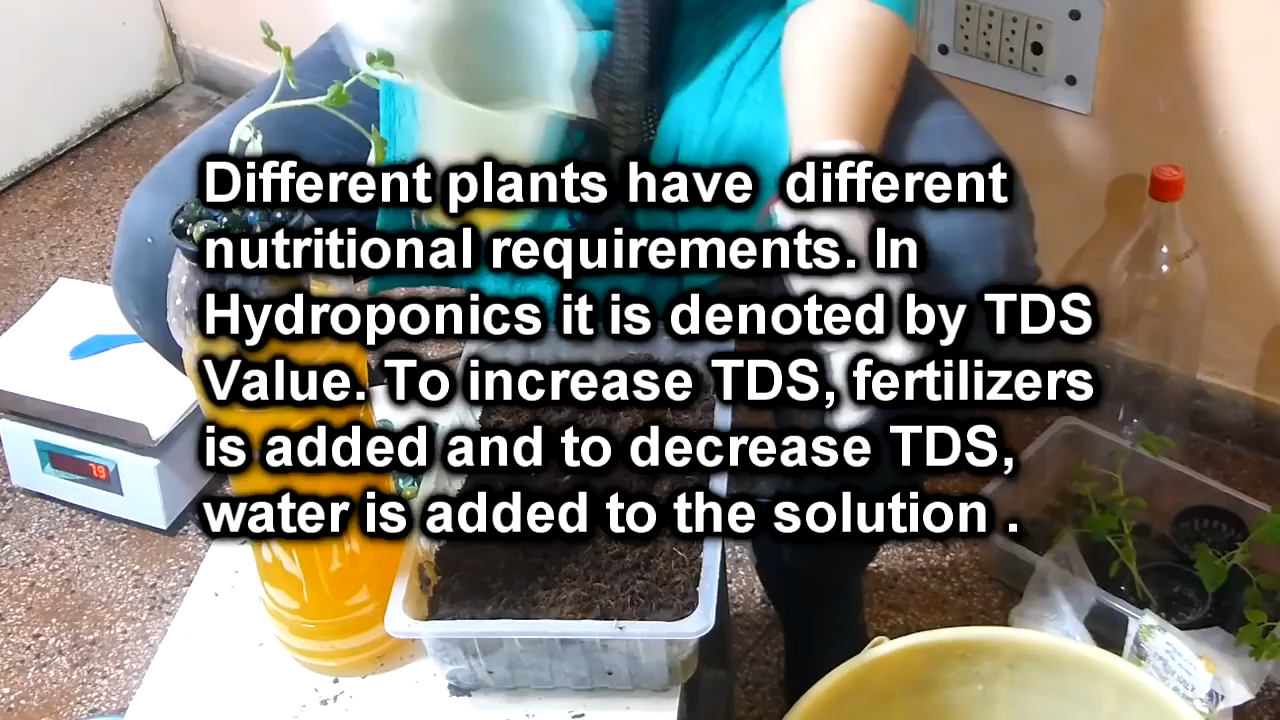 Different plants have  different
nutritional requirements. In
Hydroponics it is denoted by TDS
Value. To increase TDS, fertilizers
is added and to decrease TDS,
water is added to the solution .